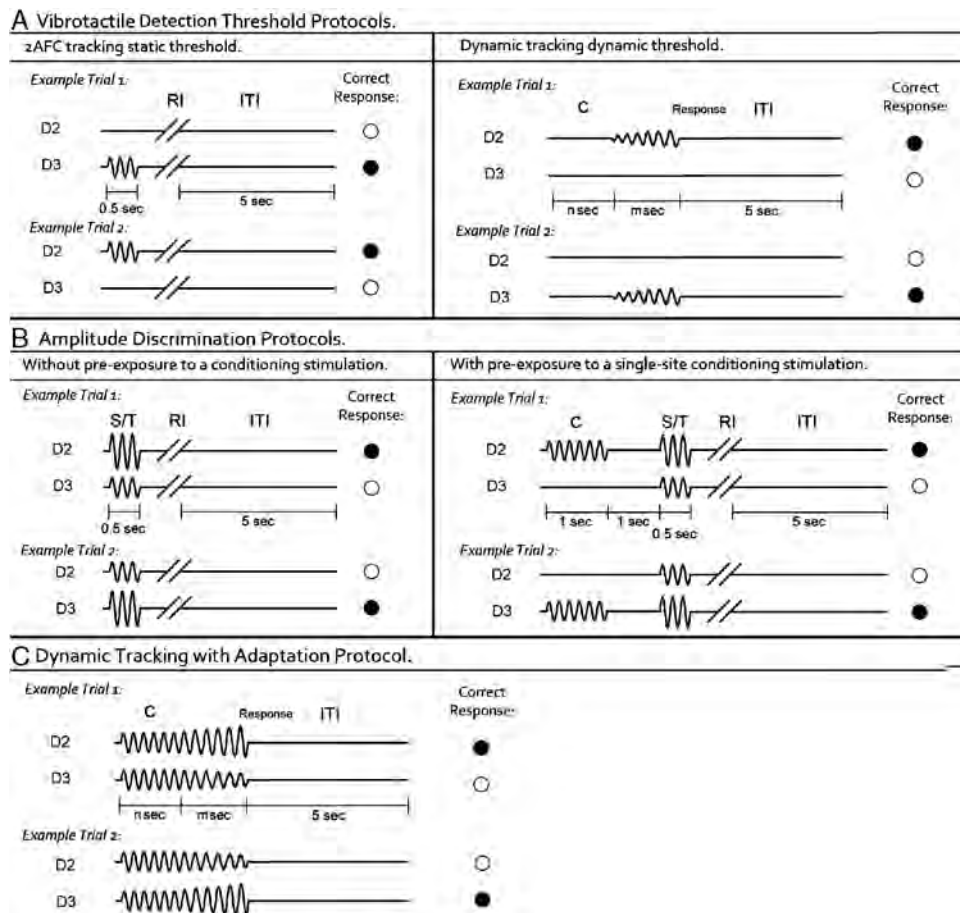 A Vibrotactile Detection Threshold Protocols.
2AFC tracking static threshold.
Example Trial 1:
Correct
Response:
RI ITI
D2
D3
0.5 sec 5 sec
Example Trial 2:
D2
D3
Dynamic tracking dynamic threshold.
Example Trial 1:
Correct
Response:
C Response ITI
D2
D3
n sec m sec 5 sec
Example Trial 2:
D2
D3
B Amplitude Discrimination Protocols.
Without pre-exposure to a conditioning stimulation.
Example Trial 1:
Correct
Response:
S/T RI ITI
D2
D3
0.5 sec 5 sec
Example Trial 2:
D2
D3
With pre-exposure to a single-site conditioning stimulation.
Example Trial 1:
Correct
Response:
C S/T RI ITI
D2
D3
1 sec 1 sec 0.5 sec 5 sec
Example Trial 2:
D2
D3
C Dynamic Tracking with Adaptation Protocol.
Example Trial 1:
Correct
Response:
C Response ITI
D2
D3
n sec m sec 5 sec
Example Trial 2:
D2
D3